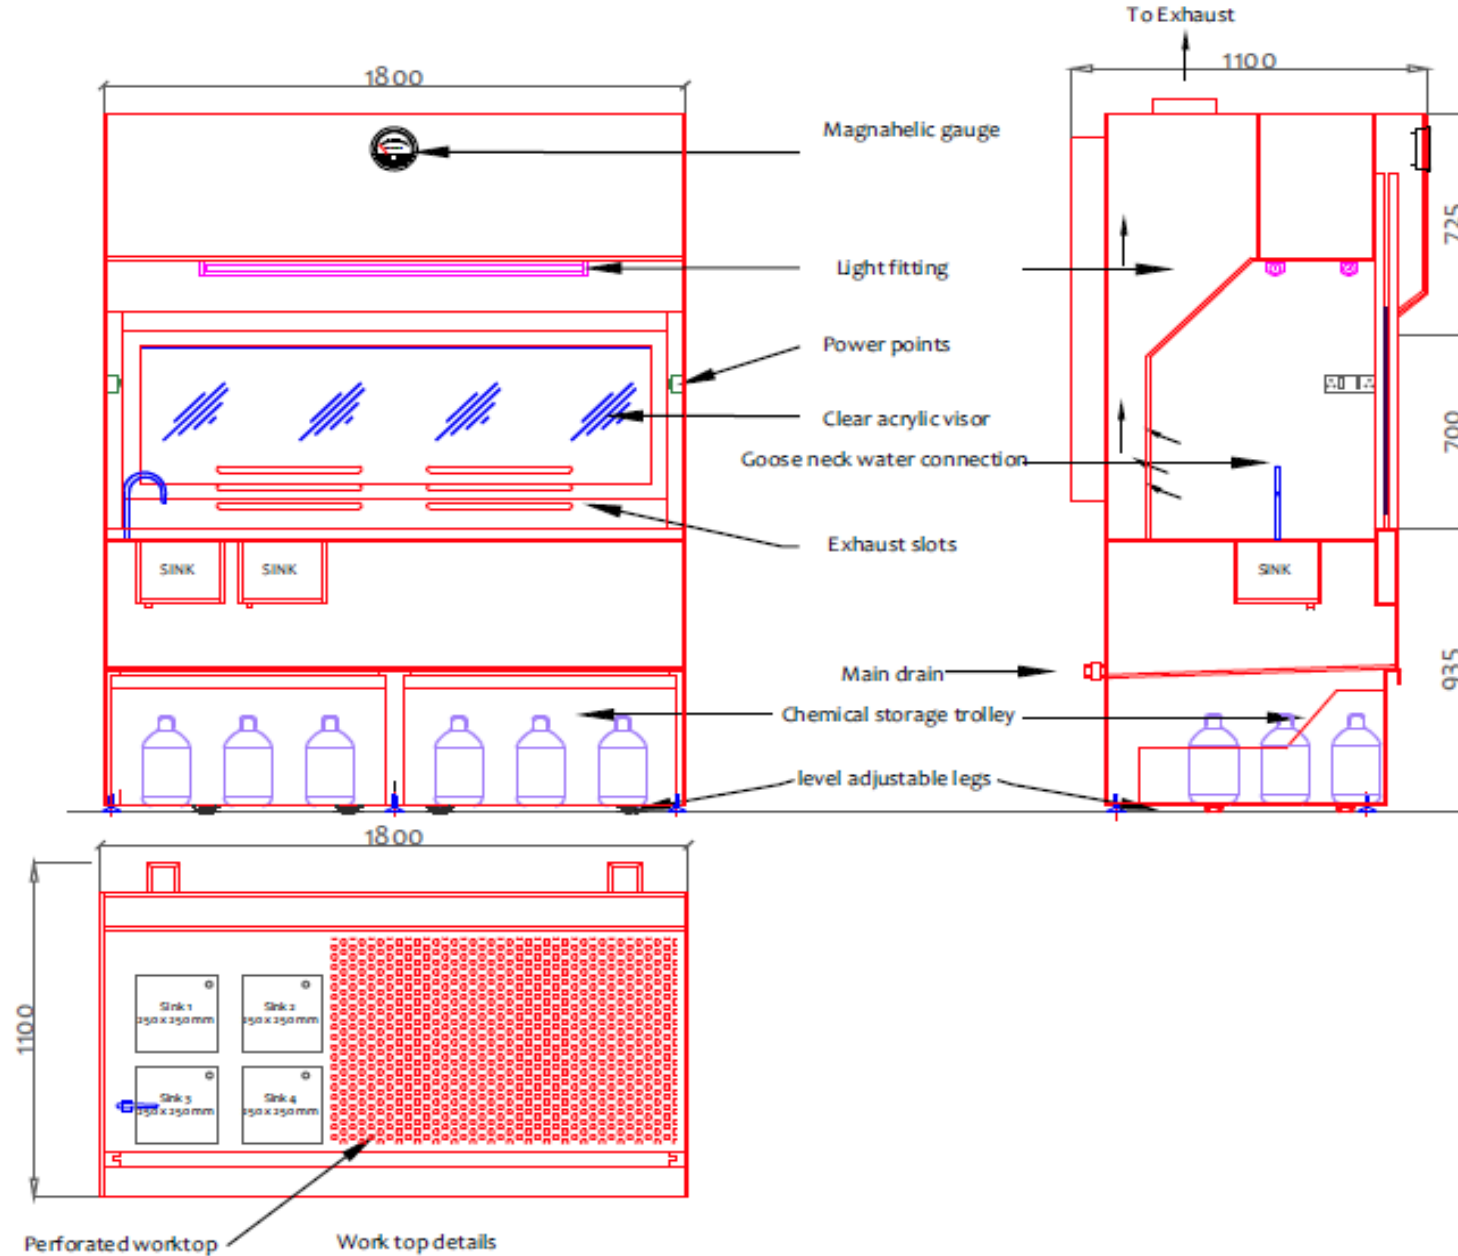 To Exhaust
1800
1100
Magnahelic gauge
725
Light fitting
Power points
700
Clear acrylic visor
Goose neck water connection
Exhaust slots
SINK
SINK
SINK
Main drain
935
Chemical storage trolley
level adjustable legs
1800
1100
Sink 1
250 x 250 mm
Sink 2
250 x 250 mm
Sink 3
250 x 250 mm
Sink 4
250 x 250 mm
Perforated worktop
Work top details